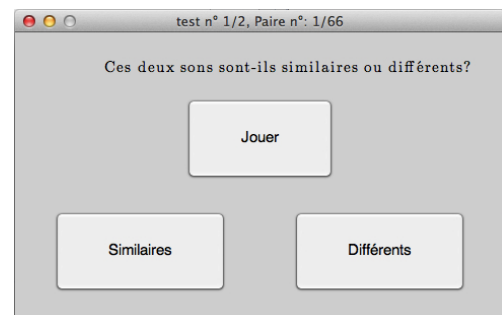 test n° 1/2, Paire n°: 1/66
Ces deux sons sont-ils similaires ou différents?
Jouer
Similaires
Différents